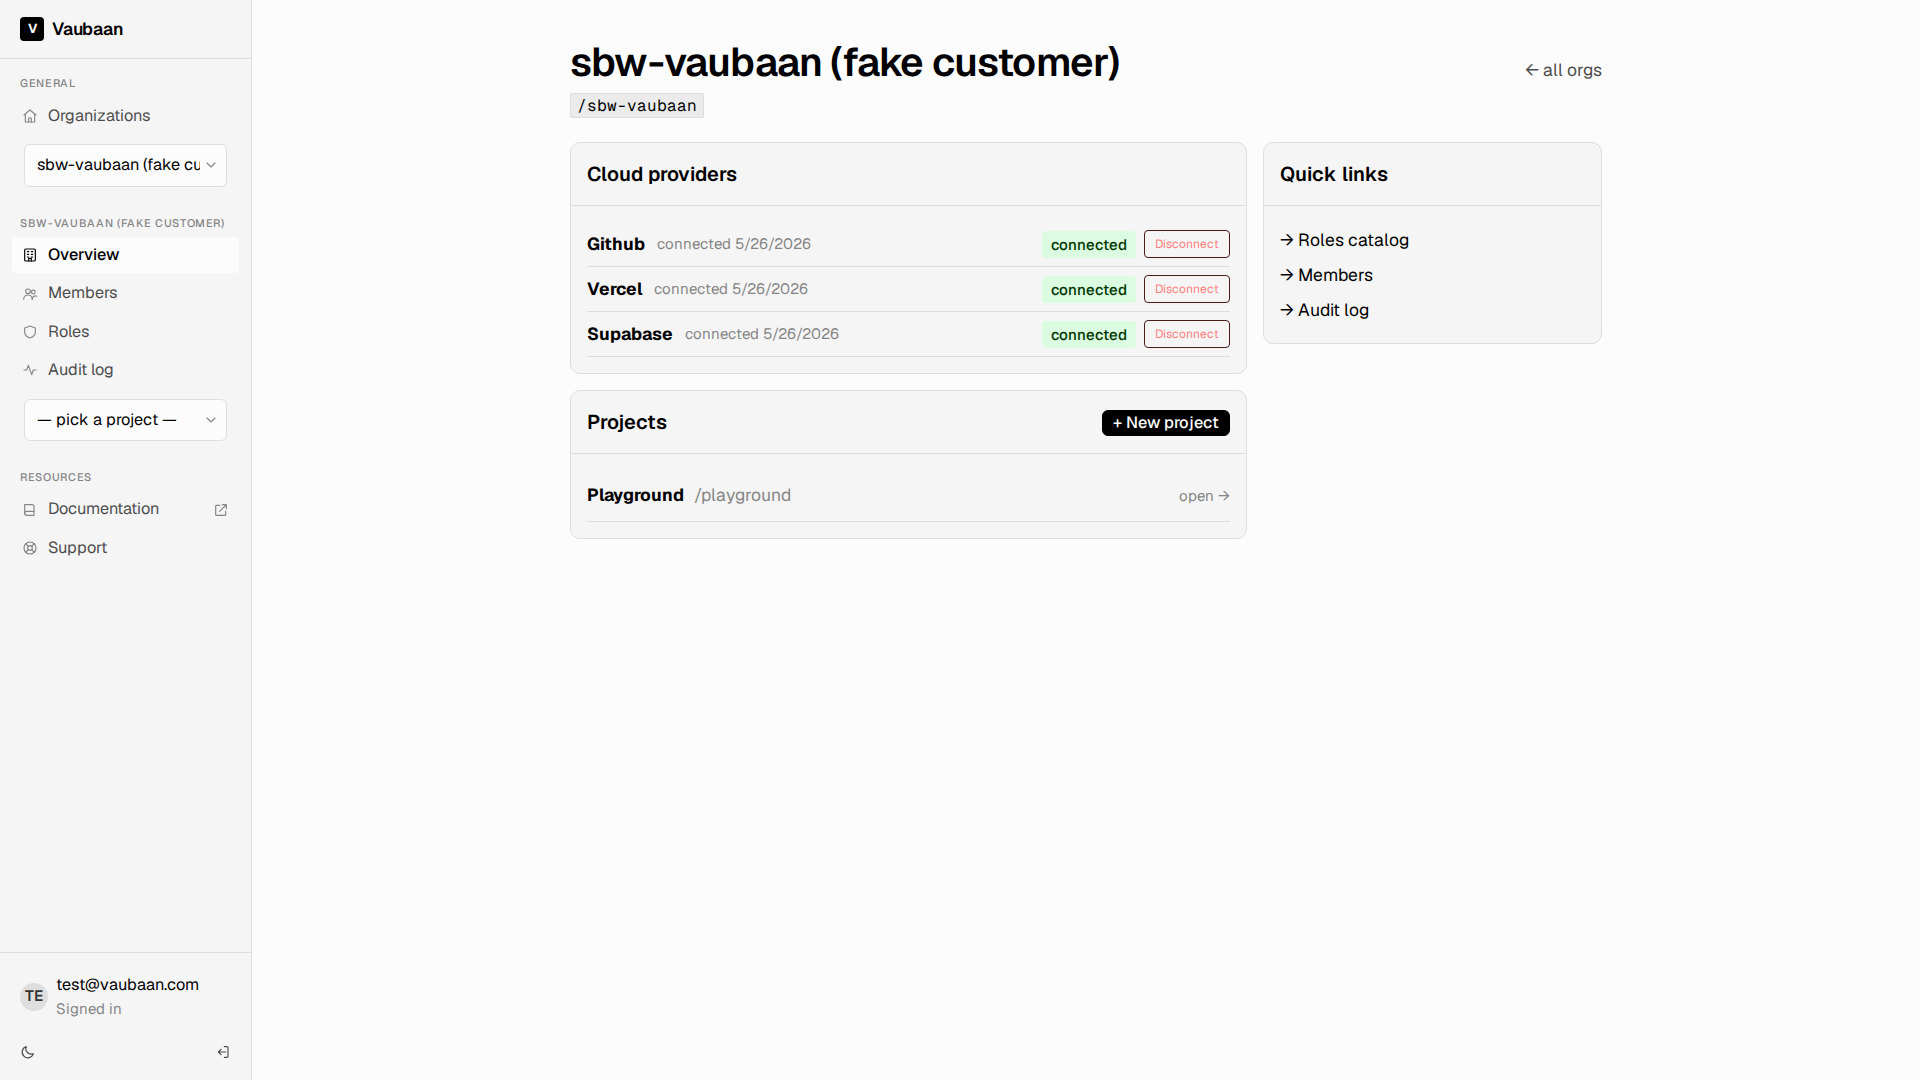 V Vaubaan
GENERAL
Organizations
sbw-vaubaan (fake cu
SBW-VAUBAAN (FAKE CUSTOMER)
Overview
Members
Roles
Audit log
— pick a project —
RESOURCES
Documentation
Support
TE test@vaubaan.com
Signed in
sbw-vaubaan (fake customer)
← all orgs
/sbw-vaubaan
Cloud providers
Github connected 5/26/2026 connected Disconnect
Vercel connected 5/26/2026 connected Disconnect
Supabase connected 5/26/2026 connected Disconnect
Projects + New project
Playground /playground open →
Quick links
→ Roles catalog
→ Members
→ Audit log